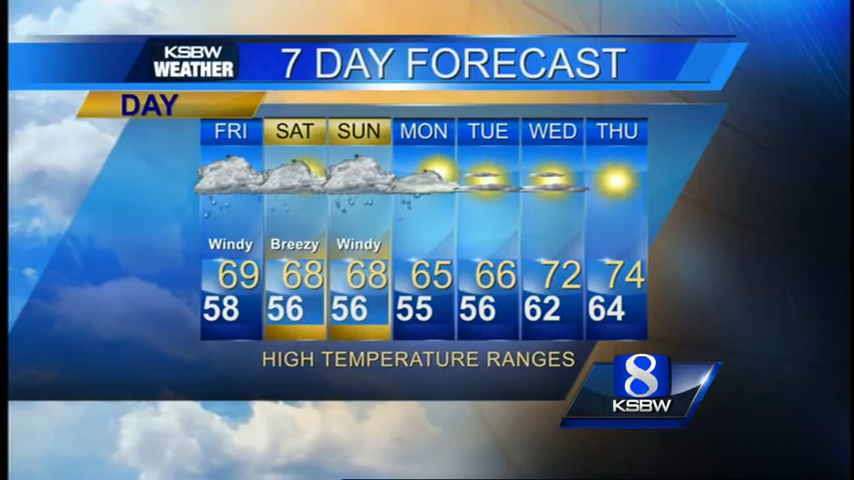 KSBW
WEATHER
7 DAY FORECAST
DAY
FRI SAT SUN MON TUE WED THU
Windy Breezy Windy
69 68 68 65 66 72 74
58 56 56 55 56 62 64
HIGH TEMPERATURE RANGES
8
KSBW